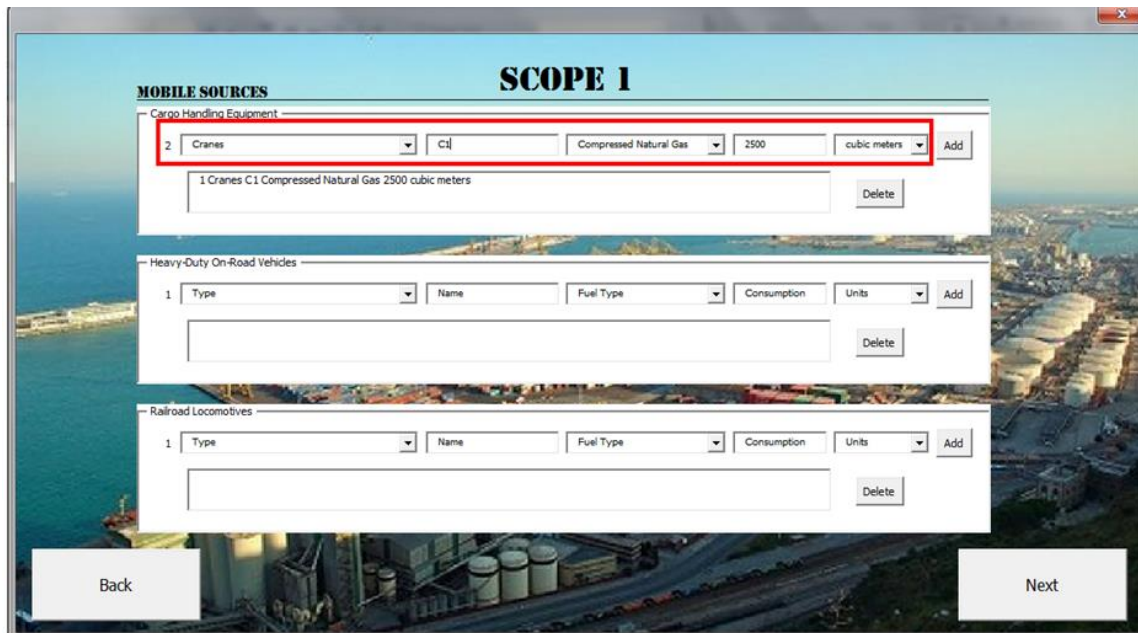 SCOPE 1
MOBILE SOURCES
Cargo Handling Equipment
2 Cranes C1 Compressed Natural Gas 2500 cubic meters Add
1 Cranes C1 Compressed Natural Gas 2500 cubic meters
Delete
Heavy-Duty On-Road Vehicles
1 Type Name Fuel Type Consumption Units Add
Delete
Railroad Locomotives
1 Type Name Fuel Type Consumption Units Add
Delete
Back Next